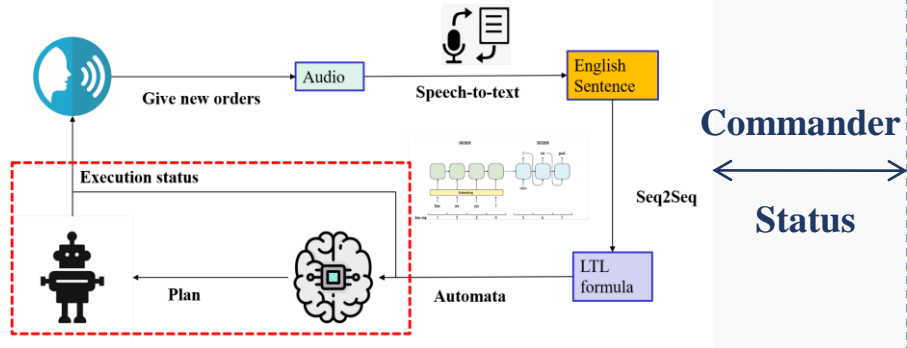 Audio
English
Sentence
Give new orders
Speech-to-text
Commander
Execution status
Seq2Seq
Status
LTL
formula
Plan
Automata